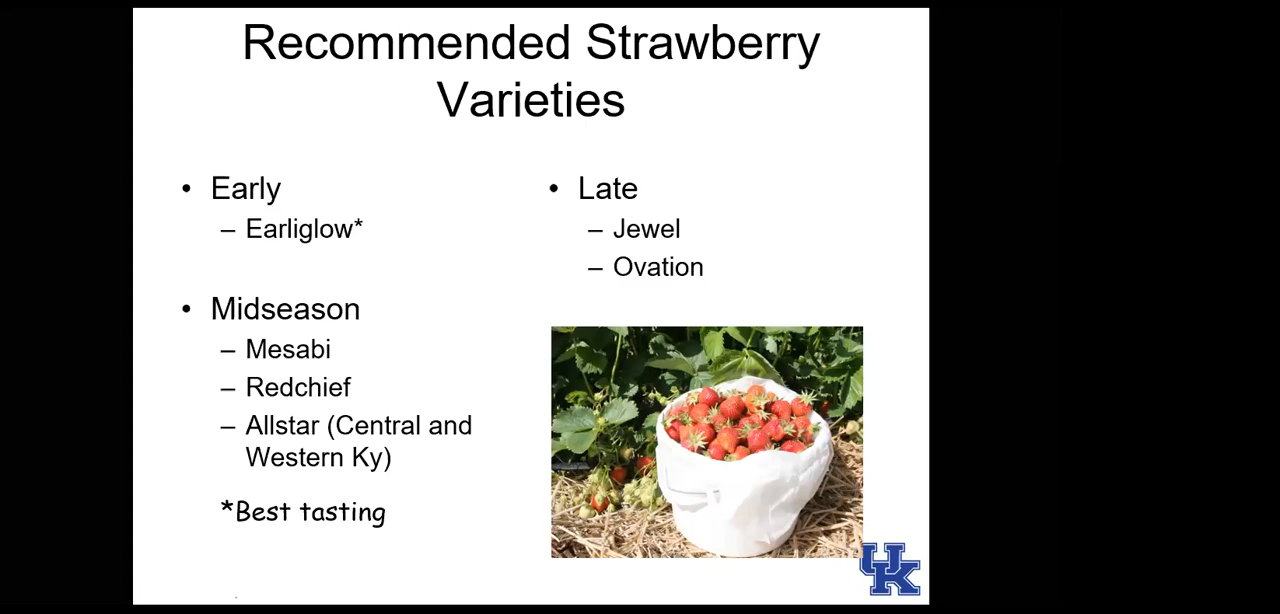 Recommended Strawberry
Varieties
• Early
– Earliglow*
• Midseason
– Mesabi
– Redchief
– Allstar (Central and
Western Ky)
*Best tasting
• Late
– Jewel
– Ovation
UK